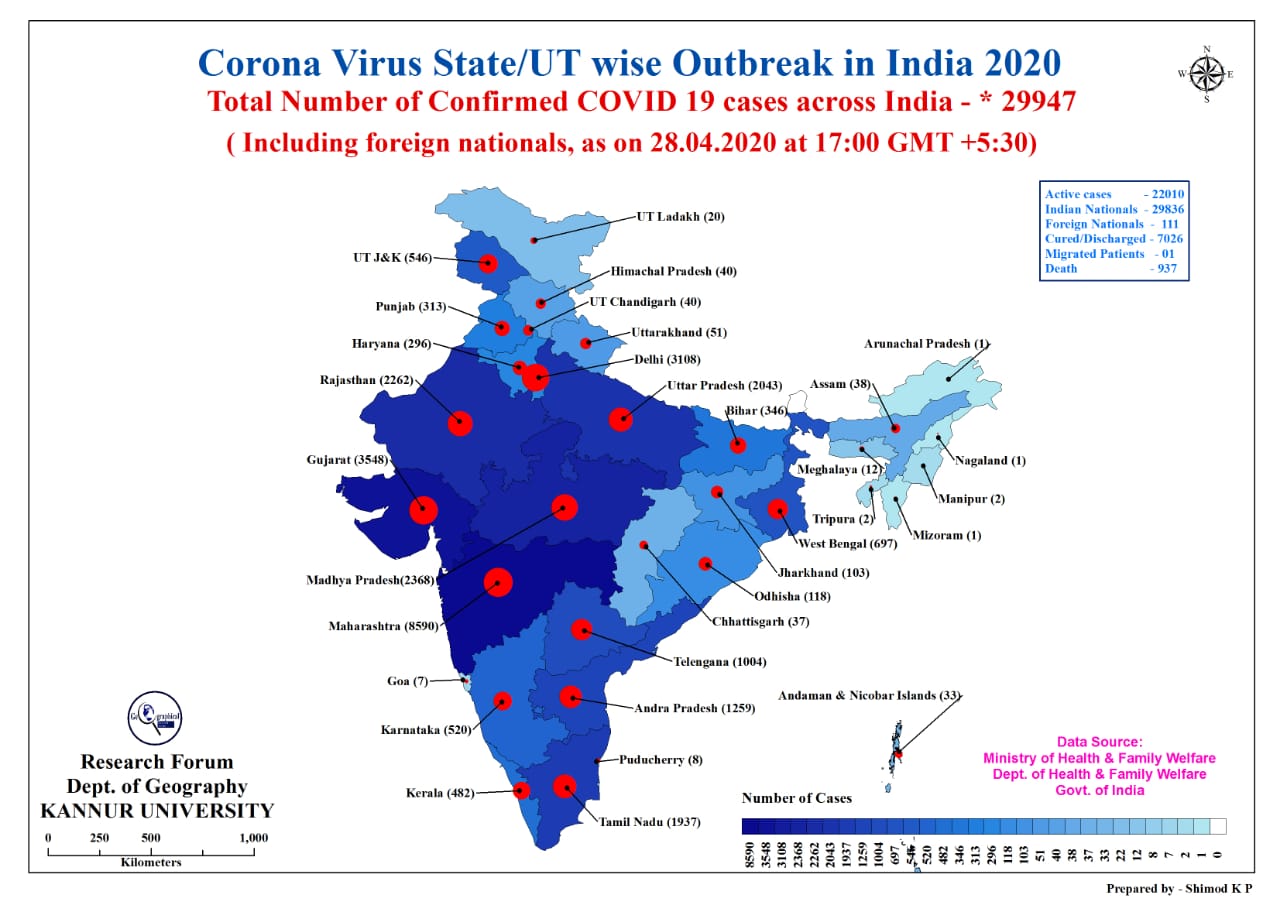 Corona Virus State/UT wise Outbreak in India 2020
Total Number of Confirmed COVID 19 cases across India - * 29947
( Including foreign nationals, as on 28.04.2020 at 17:00 GMT +5:30)
N
W E
S
Active cases - 22010
Indian Nationals - 29836
Foreign Nationals - 111
Cured/Discharged - 7026
Migrated Patients - 01
Death - 937
UT Ladakh (20)
UT J&K (546)
Himachal Pradesh (40)
UT Chandigarh (40)
Punjab (313)
Uttarakhand (51)
Haryana (296)
Arunachal Pradesh (1)
Delhi (3108)
Rajasthan (2262)
Uttar Pradesh (2043)
Assam (38)
Bihar (346)
Gujarat (3548)
Nagaland (1)
Meghalaya (12)
Manipur (2)
Tripura (2)
Mizoram (1)
West Bengal (697)
Jharkhand (103)
Madhya Pradesh(2368)
Odhisha (118)
Chhattisgarh (37)
Maharashtra (8590)
Telengana (1004)
Goa (7)
Andaman & Nicobar Islands (33)
Andra Pradesh (1259)
Karnataka (520)
Puducherry (8)
Kerala (482)
Tamil Nadu (1937)
Data Source:
Ministry of Health & Family Welfare
Dept. of Health & Family Welfare
Govt. of India
Geographical
Research Forum
Dept. of Geography
KANNUR UNIVERSITY
0 250 500 1,000
Kilometers
Number of Cases
8590 3548 3108 2368 2262 2043 1937 1259 1004 697 546 520 482 346 313 296 118 103 51 40 38 37 33 22 12 8 7 2 1 0
Prepared by - Shimod K P